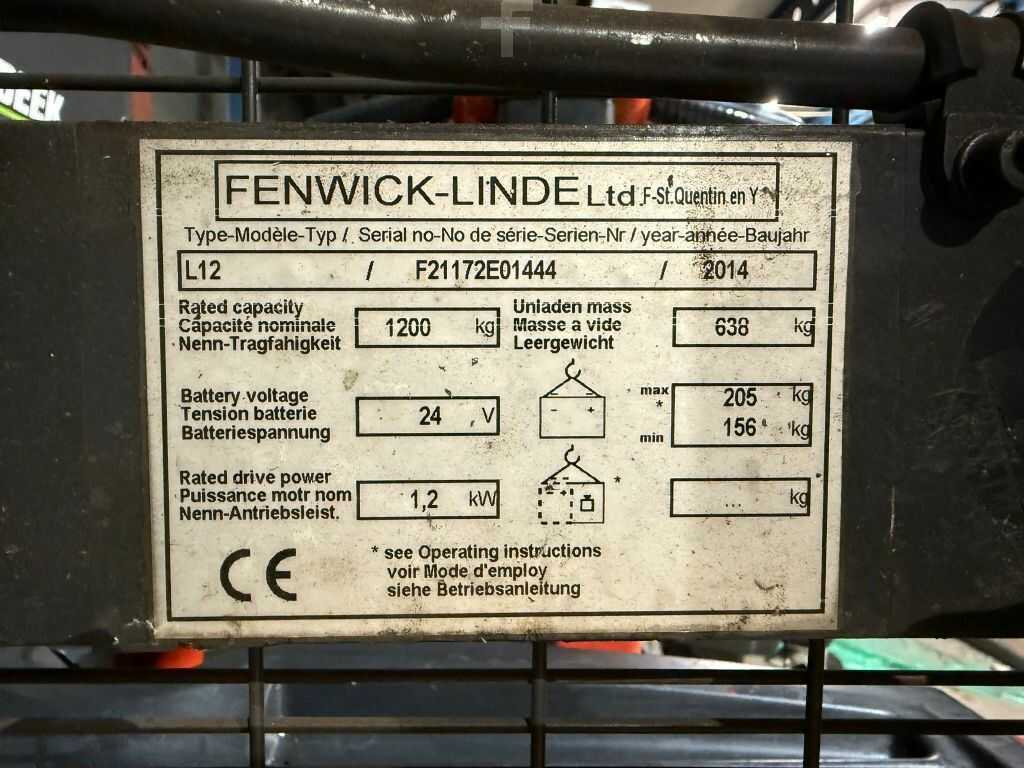 FENWICK-LINDE Ltd. F-St.Quentin en Y
Type-Modèle-Typ / Serial no-No de série-Serien-Nr / year-année-Baujahr
L12 / F21172E01444 / 2014
Rated capacity
Capacité nominale
Nenn-Tragfahigkeit
1200 kg
Unladen mass
Masse a vide
Leergewicht
638 kg
Battery voltage
Tension batterie
Batteriespannung
24 V
- +
max
*
min
205 kg
156 kg
Rated drive power
Puissance motr nom
Nenn-Antriebsleist.
1,2 kW
- +
*
... kg
CE
* see Operating instructions
voir Mode d'employ
siehe Betriebsanleitung